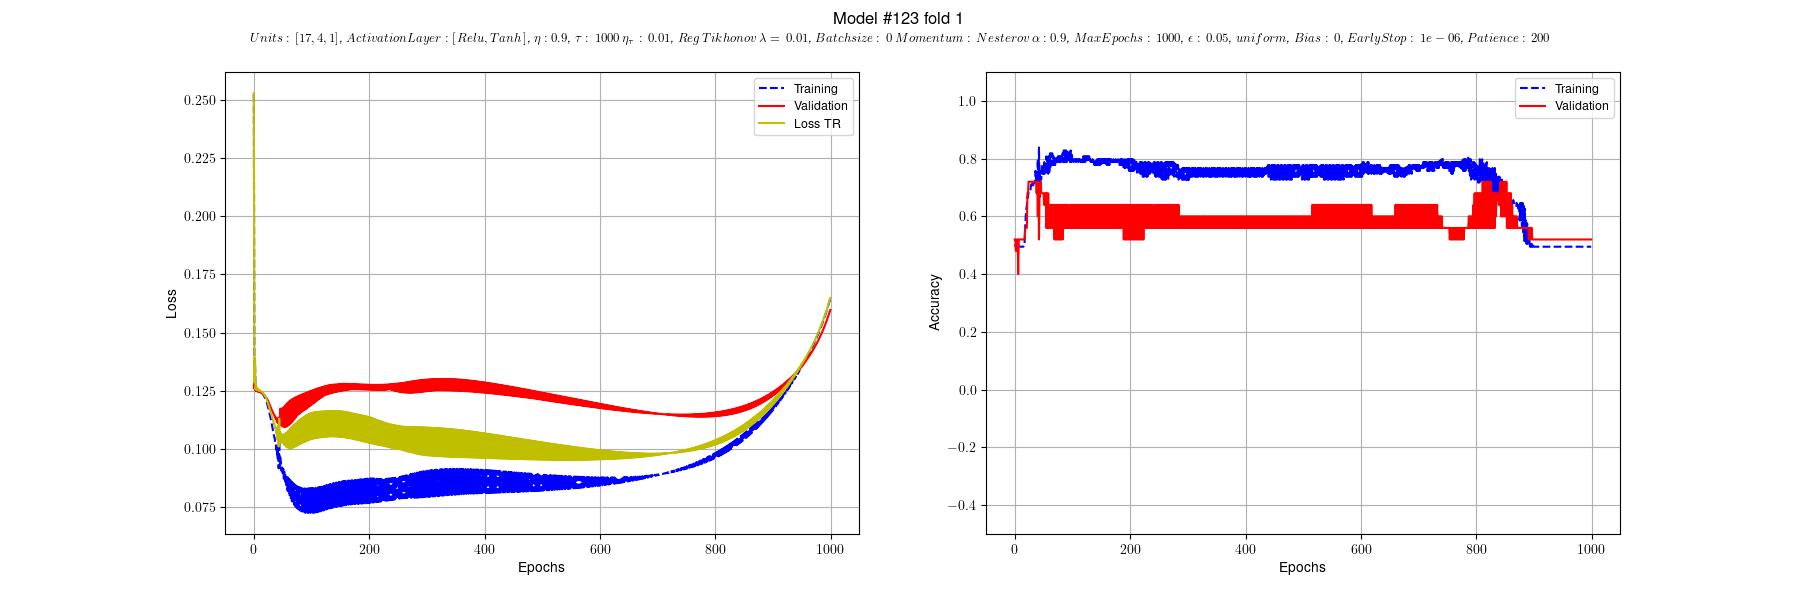 Model #123 fold 1
Units : [17, 4, 1], ActivationLayer : [Relu, Tanh], η : 0.9, τ : 1000 η_τ : 0.01, Reg Tikhonov λ = 0.01, Batchsize : 0 Momentum : Nesterov α : 0.9, MaxEpochs : 1000, ϵ : 0.05, uniform, Bias : 0, EarlyStop : 1e − 06, Patience : 200
Training
Validation
Loss TR
0.250
0.225
0.200
0.175
0.150
0.125
0.100
0.075
Loss
0 200 400 600 800 1000
Epochs
Training
Validation
1.0
0.8
0.6
0.4
0.2
0.0
−0.2
−0.4
Accuracy
0 200 400 600 800 1000
Epochs